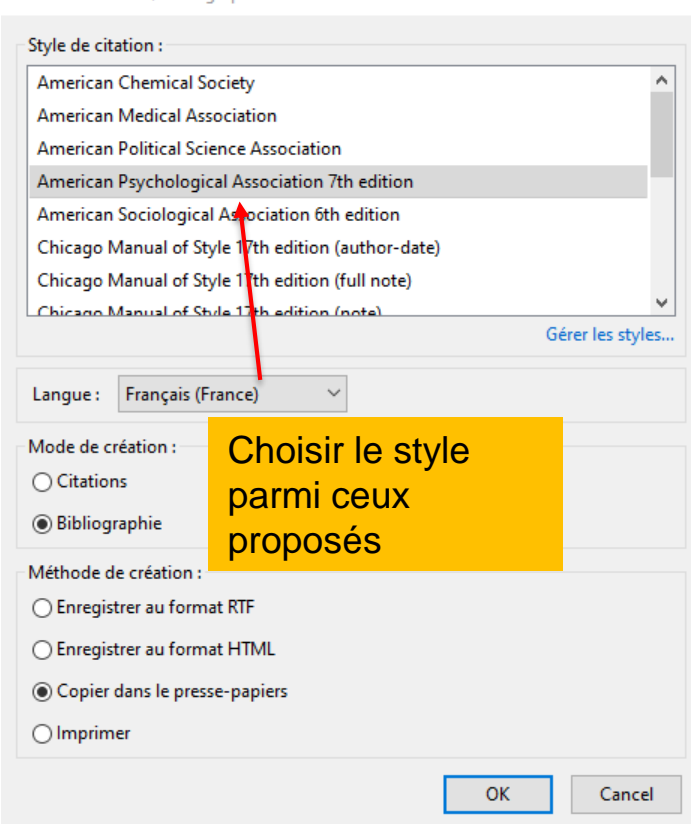 Style de citation :
American Chemical Society
American Medical Association
American Political Science Association
American Psychological Association 7th edition
American Sociological Association 6th edition
Chicago Manual of Style 17th edition (author-date)
Chicago Manual of Style 17th edition (full note)
Chicago Manual of Style 17th edition (note)
Gérer les styles...
Langue : Français (France)
Mode de création :
Citations
Bibliographie
Choisir le style
parmi ceux
proposés
Méthode de création :
Enregistrer au format RTF
Enregistrer au format HTML
Copier dans le presse-papiers
Imprimer
OK Cancel